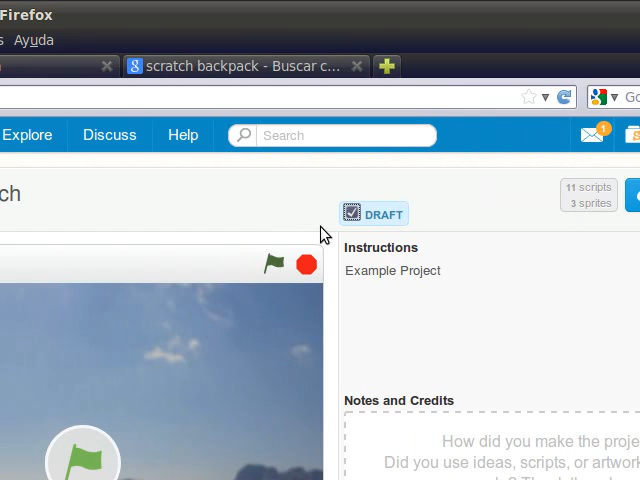 Firefox
s Ayuda
scratch backpack - Buscar c...
Go
Explore Discuss Help Search
1
ch
11 scripts
3 sprites
DRAFT
Instructions
Example Project
Notes and Credits
How did you make the proje
Did you use ideas, scripts, or artwork